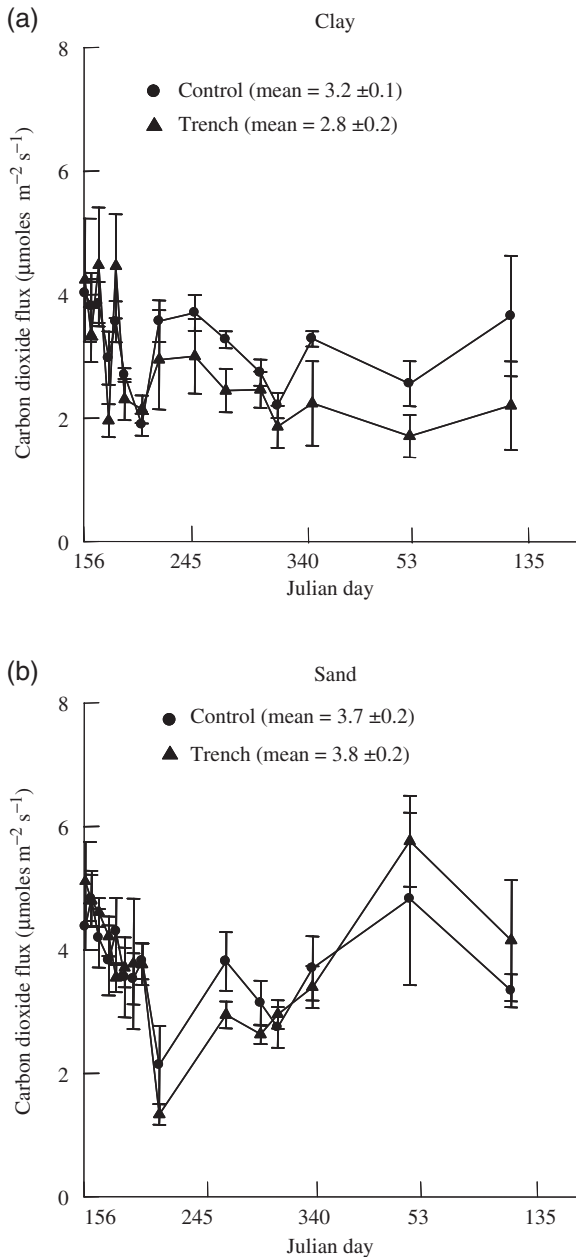 (a)
Clay
Control (mean = 3.2 ±0.1)
Trench (mean = 2.8 ±0.2)
Carbon dioxide flux (μmoles m−2 s−1)
8
6
4
2
0
156 245 340 53 135
Julian day
(b)
Sand
Control (mean = 3.7 ±0.2)
Trench (mean = 3.8 ±0.2)
Carbon dioxide flux (μmoles m−2 s−1)
8
6
4
2
0
156 245 340 53 135
Julian day